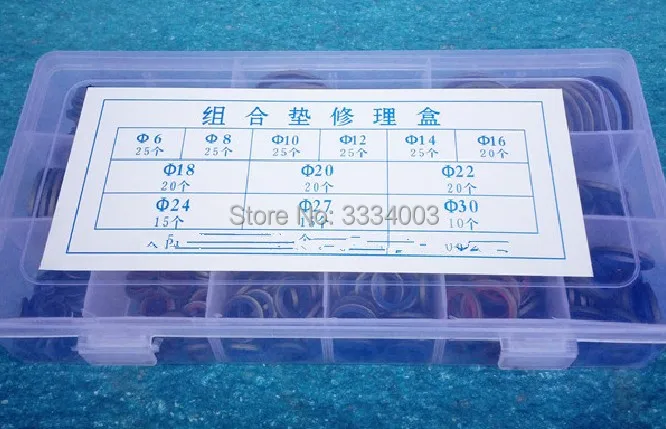 组合垫修理盒
Φ6 Φ8 Φ10 Φ12 Φ14 Φ16
25个 25个 25个 25个 25个 20个
Φ18 Φ20 Φ22
20个 20个 20个
Φ24 Φ27 Φ30
15个 10个
Store No: 3334003